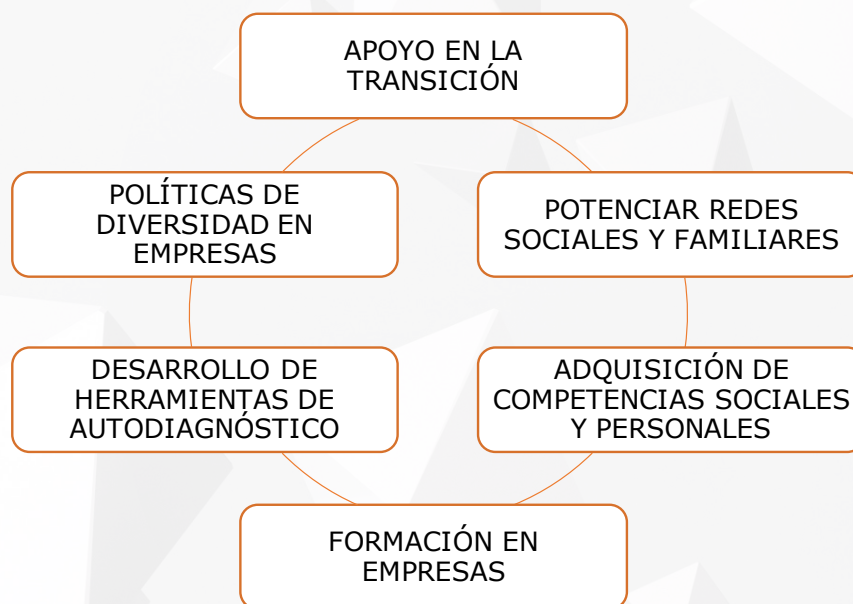 APOYO EN LA
TRANSICIÓN
POLÍTICAS DE
DIVERSIDAD EN
EMPRESAS
POTENCIAR REDES
SOCIALES Y FAMILIARES
DESARROLLO DE
HERRAMIENTAS DE
AUTODIAGNÓSTICO
ADQUISICIÓN DE
COMPETENCIAS SOCIALES
Y PERSONALES
FORMACIÓN EN
EMPRESAS